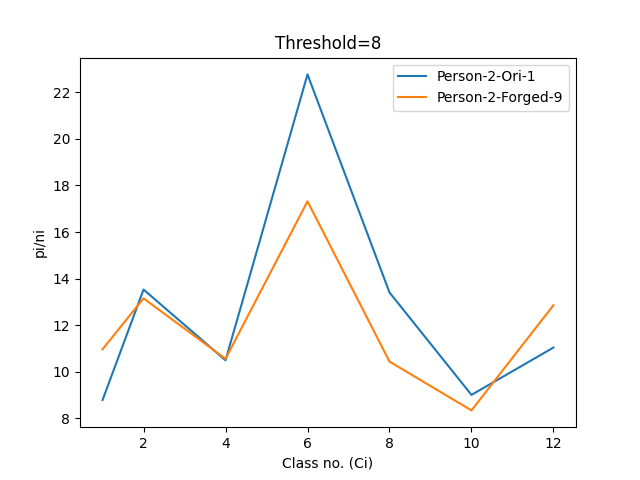 Threshold=8
Person-2-Ori-1
Person-2-Forged-9
pi/ni
22
20
18
16
14
12
10
8
2 4 6 8 10 12
Class no. (Ci)